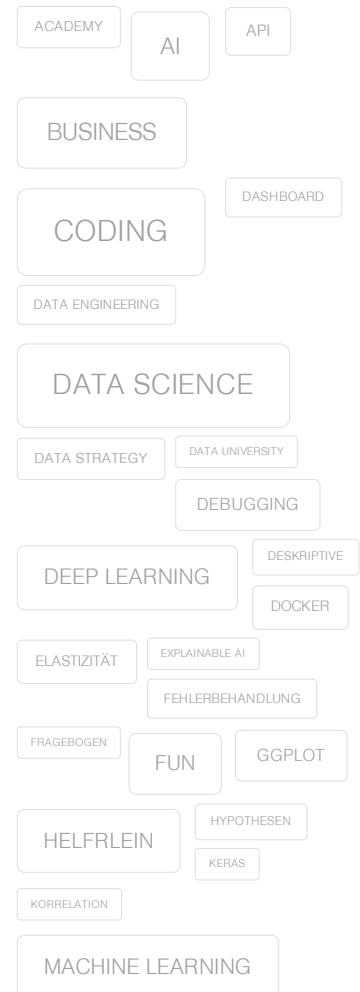 ACADEMY
AI
API
BUSINESS
CODING
DASHBOARD
DATA ENGINEERING
DATA SCIENCE
DATA STRATEGY
DATA UNIVERSITY
DEBUGGING
DEEP LEARNING
DESKRIPTIVE
DOCKER
ELASTIZITÄT
EXPLAINABLE AI
FEHLERBEHANDLUNG
FRAGEBOGEN
FUN
GGPLOT
HELFRLEIN
HYPOTHESEN
KERAS
KORRELATION
MACHINE LEARNING